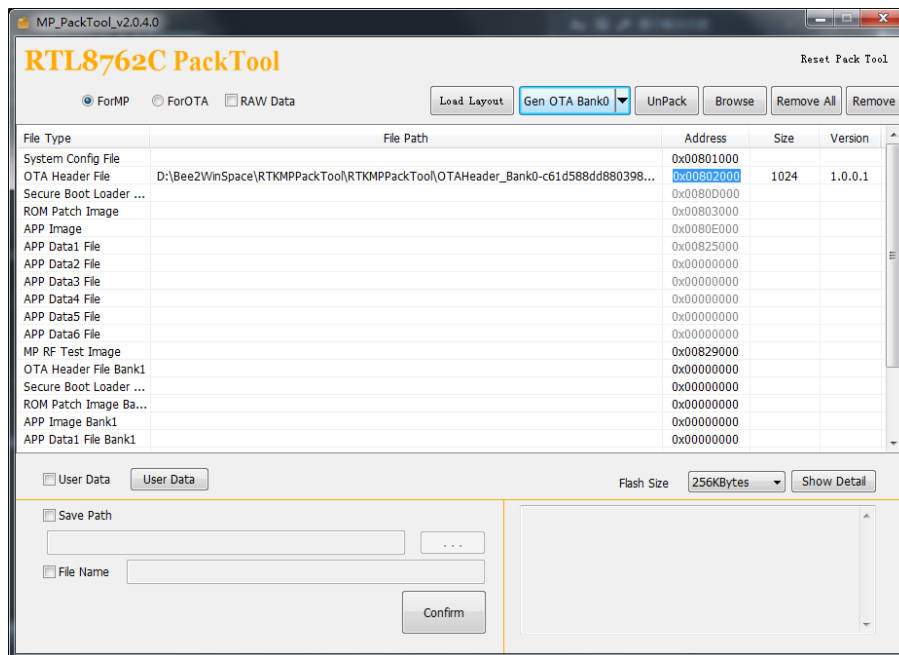 MP_PackTool_v2.0.4.0
RTL8762C PackTool
Reset Pack Tool
ForMP ForOTA RAW Data Load Layout Gen OTA Bank0 UnPack Browse Remove All Remove
File Type File Path Address Size Version
System Config File 0x00801000
OTA Header File D:\Bee2WinSpace\RTKMPPackTool\RTKMPPackTool\OTAHeader_Bank0-c61d588dd880398... 0x00802000 1024 1.0.0.1
Secure Boot Loader ... 0x0080D000
ROM Patch Image 0x00803000
APP Image 0x0080E000
APP Data1 File 0x00825000
APP Data2 File 0x00000000
APP Data3 File 0x00000000
APP Data4 File 0x00000000
APP Data5 File 0x00000000
APP Data6 File 0x00000000
MP RF Test Image 0x00829000
OTA Header File Bank1 0x00000000
Secure Boot Loader ... 0x00000000
ROM Patch Image Ba... 0x00000000
APP Image Bank1 0x00000000
APP Data1 File Bank1 0x00000000
User Data User Data Flash Size 256KBytes Show Detail
Save Path
...
File Name
Confirm